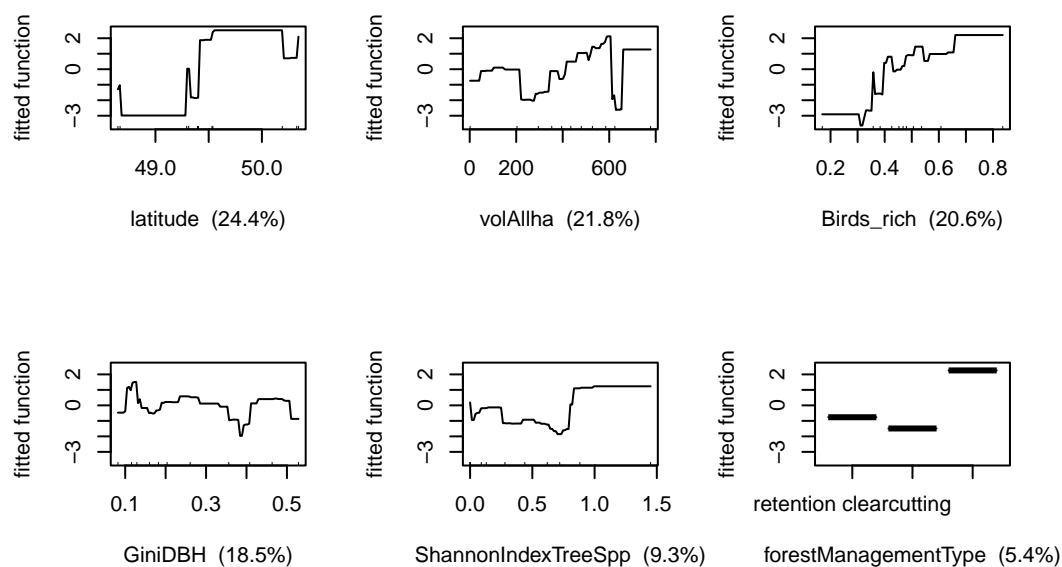 fitted function
2
0
−3
49.0 50.0
latitude (24.4%)
fitted function
2
0
−3
0 200 600
volAllha (21.8%)
fitted function
2
0
−3
0.2 0.4 0.6 0.8
Birds_rich (20.6%)
fitted function
2
0
−3
0.1 0.3 0.5
GiniDBH (18.5%)
fitted function
2
0
−3
0.0 0.5 1.0 1.5
ShannonIndexTreeSpp (9.3%)
fitted function
2
0
−3
retention clearcutting
forestManagementType (5.4%)